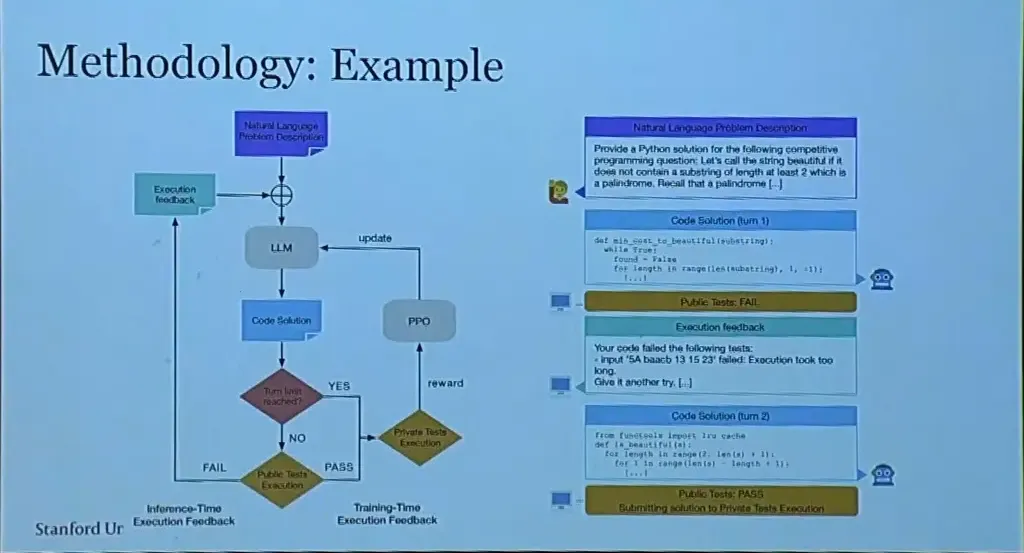 Methodology: Example
Natural Language
Problem Description
Execution
feedback
LLM
update
Code Solution
PPO
Turn limit
reached?
YES
reward
NO
Private Tests
Execution
FAIL
Public Tests
Execution
PASS
Inference-Time
Execution Feedback
Training-Time
Execution Feedback
Stanford Ur
Natural Language Problem Description
Provide a Python solution for the following competitive
programming question: Let's call the string beautiful if it
does not contain a substring of length at least 2 which is
a palindrome. Recall that a palindrome [...]
Code Solution (turn 1)
def min_cost_to_beautiful(substring):
while True:
found = False
for length in range(len(substring), 1, -1):
[...]
Public Tests: FAIL
Execution feedback
Your code failed the following tests:
- input '5A baacb 13 15 23' failed: Execution took too
long.
Give it another try. [...]
Code Solution (turn 2)
from functools import lru cache
def is_beautiful(s):
for length in range(2, len(s) + 1):
for i in range(len(s) - length + 1):
[...]
Public Tests: PASS
Submitting solution to Private Tests Execution